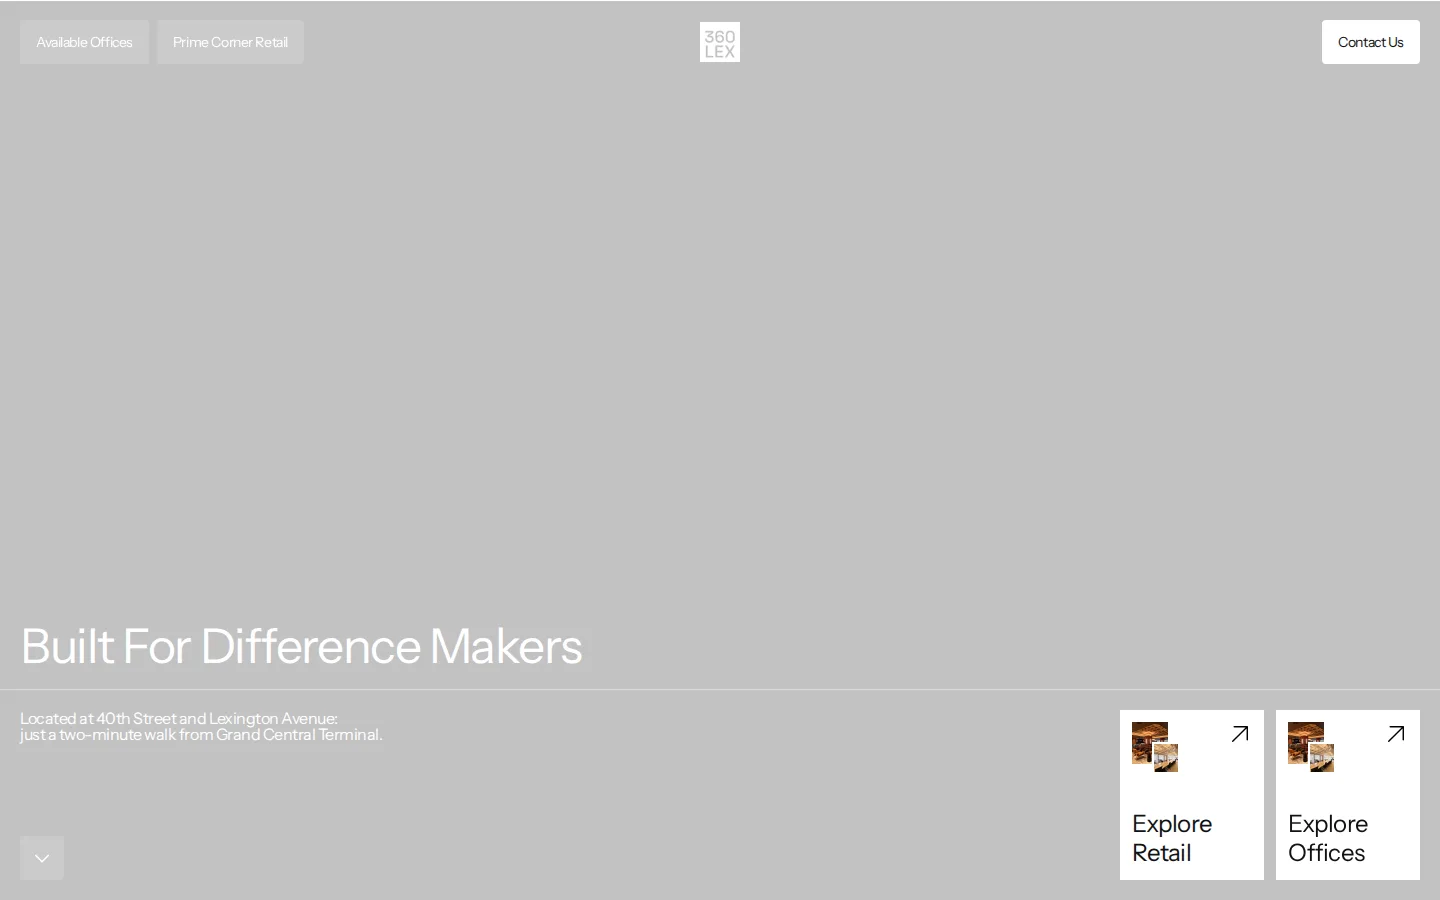 Available Offices
Prime Corner Retail
360
LEX
Contact Us
Built For Difference Makers
Located at 40th Street and Lexington Avenue:
just a two-minute walk from Grand Central Terminal.
Explore
Retail
Explore
Offices